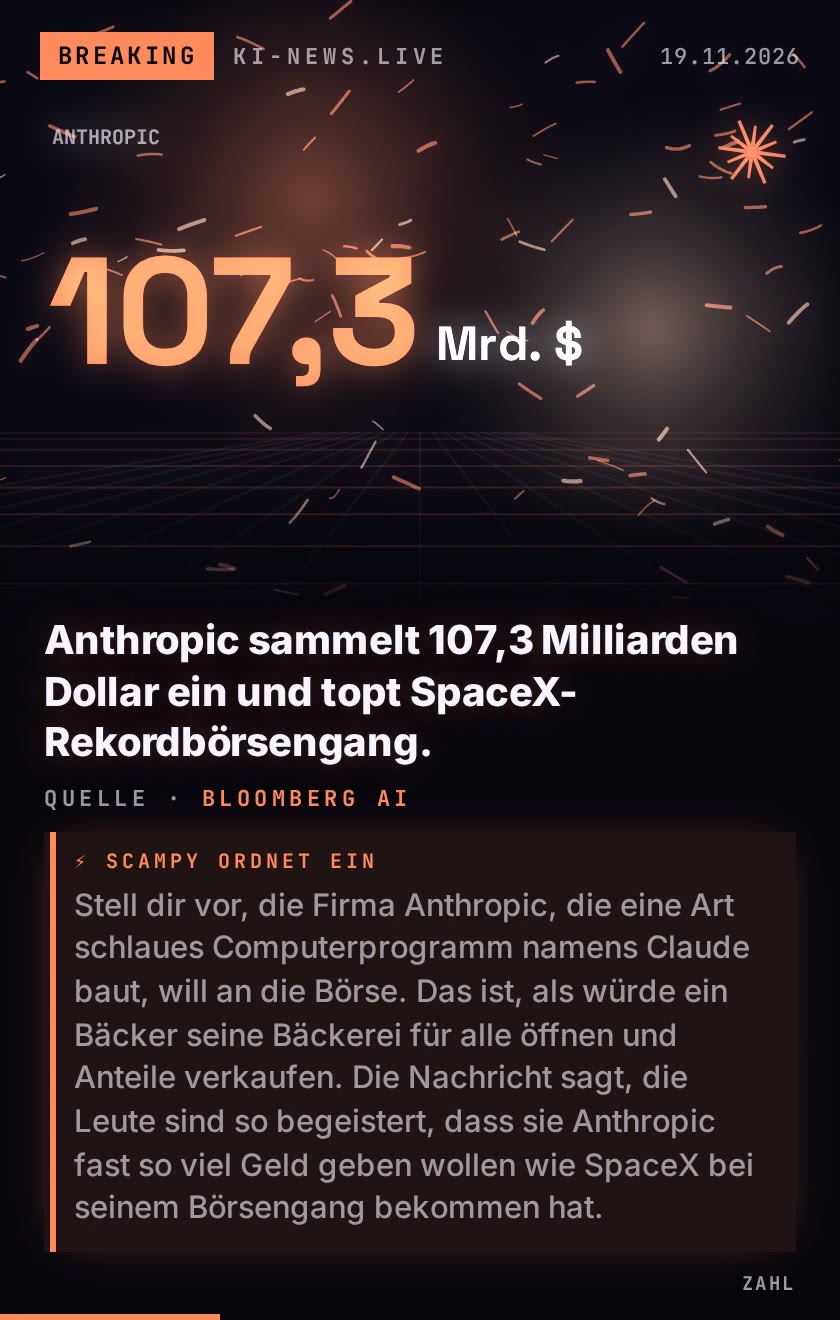 BREAKING KI-NEWS.LIVE 19.11.2026
ANTHROPIC
107,3 Mrd. $
Anthropic sammelt 107,3 Milliarden
Dollar ein und topt SpaceX-
Rekordbörsengang.
QUELLE · BLOOMBERG AI
⚡ SCAMPY ORDNET EIN
Stell dir vor, die Firma Anthropic, die eine Art
schlaues Computerprogramm namens Claude
baut, will an die Börse. Das ist, als würde ein
Bäcker seine Bäckerei für alle öffnen und
Anteile verkaufen. Die Nachricht sagt, die
Leute sind so begeistert, dass sie Anthropic
fast so viel Geld geben wollen wie SpaceX bei
seinem Börsengang bekommen hat.
ZAHL